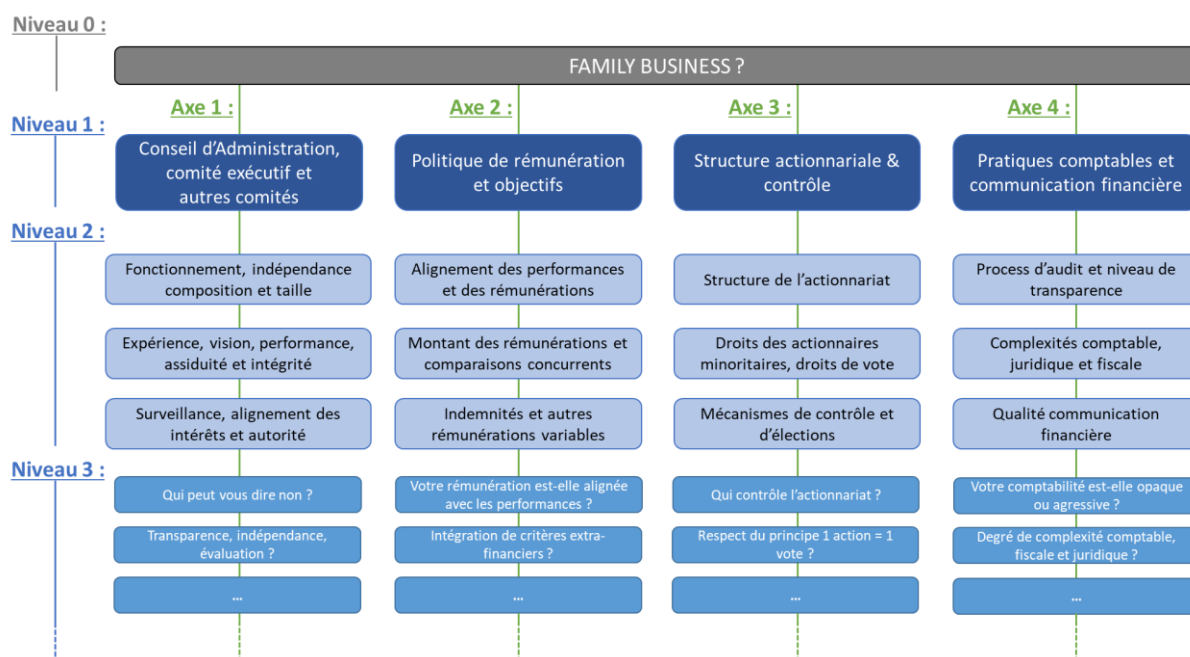 Niveau 0 :
FAMILY BUSINESS ?
Axe 1 :
Axe 2 :
Axe 3 :
Axe 4 :
Niveau 1 :
Conseil d'Administration,
comité exécutif et
autres comités
Politique de rémunération
et objectifs
Structure actionnariale &
contrôle
Pratiques comptables et
communication financière
Niveau 2 :
Fonctionnement, indépendance
composition et taille
Alignement des performances
et des rémunérations
Structure de l'actionnariat
Process d'audit et niveau de
transparence
Expérience, vision, performance,
assiduité et intégrité
Montant des rémunérations et
comparaisons concurrents
Droits des actionnaires
minoritaires, droits de vote
Complexités comptable,
juridique et fiscale
Surveillance, alignement des
intérêts et autorité
Indemnités et autres
rémunérations variables
Mécanismes de contrôle et
d'élections
Qualité communication
financière
Niveau 3 :
Qui peut vous dire non ?
Votre rémunération est-elle alignée
avec les performances ?
Qui contrôle l'actionnariat ?
Votre comptabilité est-elle opaque
ou agressive ?
Transparence, indépendance,
évaluation ?
Intégration de critères extra-
financiers ?
Respect du principe 1 action = 1
vote ?
Degré de complexité comptable,
fiscale et juridique ?
...
...
...
...